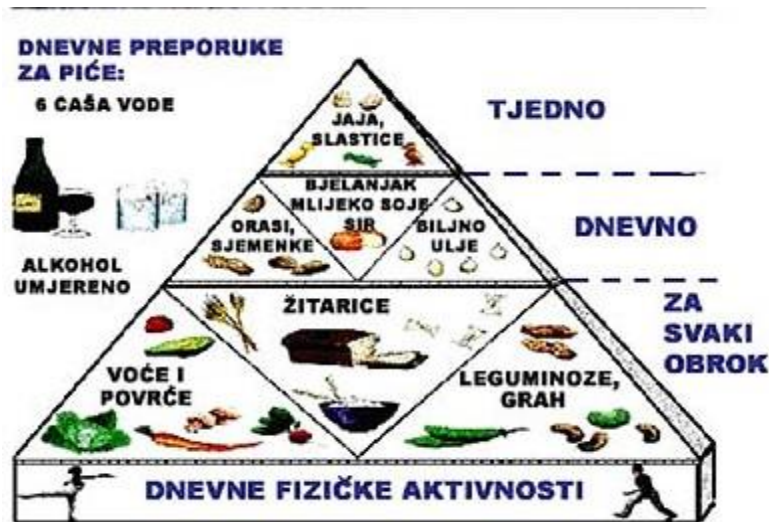 DNEVNE PREPORUKE
ZA PIĆE:
6 ČAŠA VODE
ALKOHOL
UMJERENO
JAJA,
SLASTICE
TJEDNO
BJELANJAK
MLIJEKO SOJE
SIR
ORASI,
SJEMENKE
BILJNO
ULJE
DNEVNO
ŽITARICE
VOĆE I
POVRĆE
LEGUMINOZE,
GRAH
ZA
SVAKI
OBROK
DNEVNE FIZIČKE AKTIVNOSTI